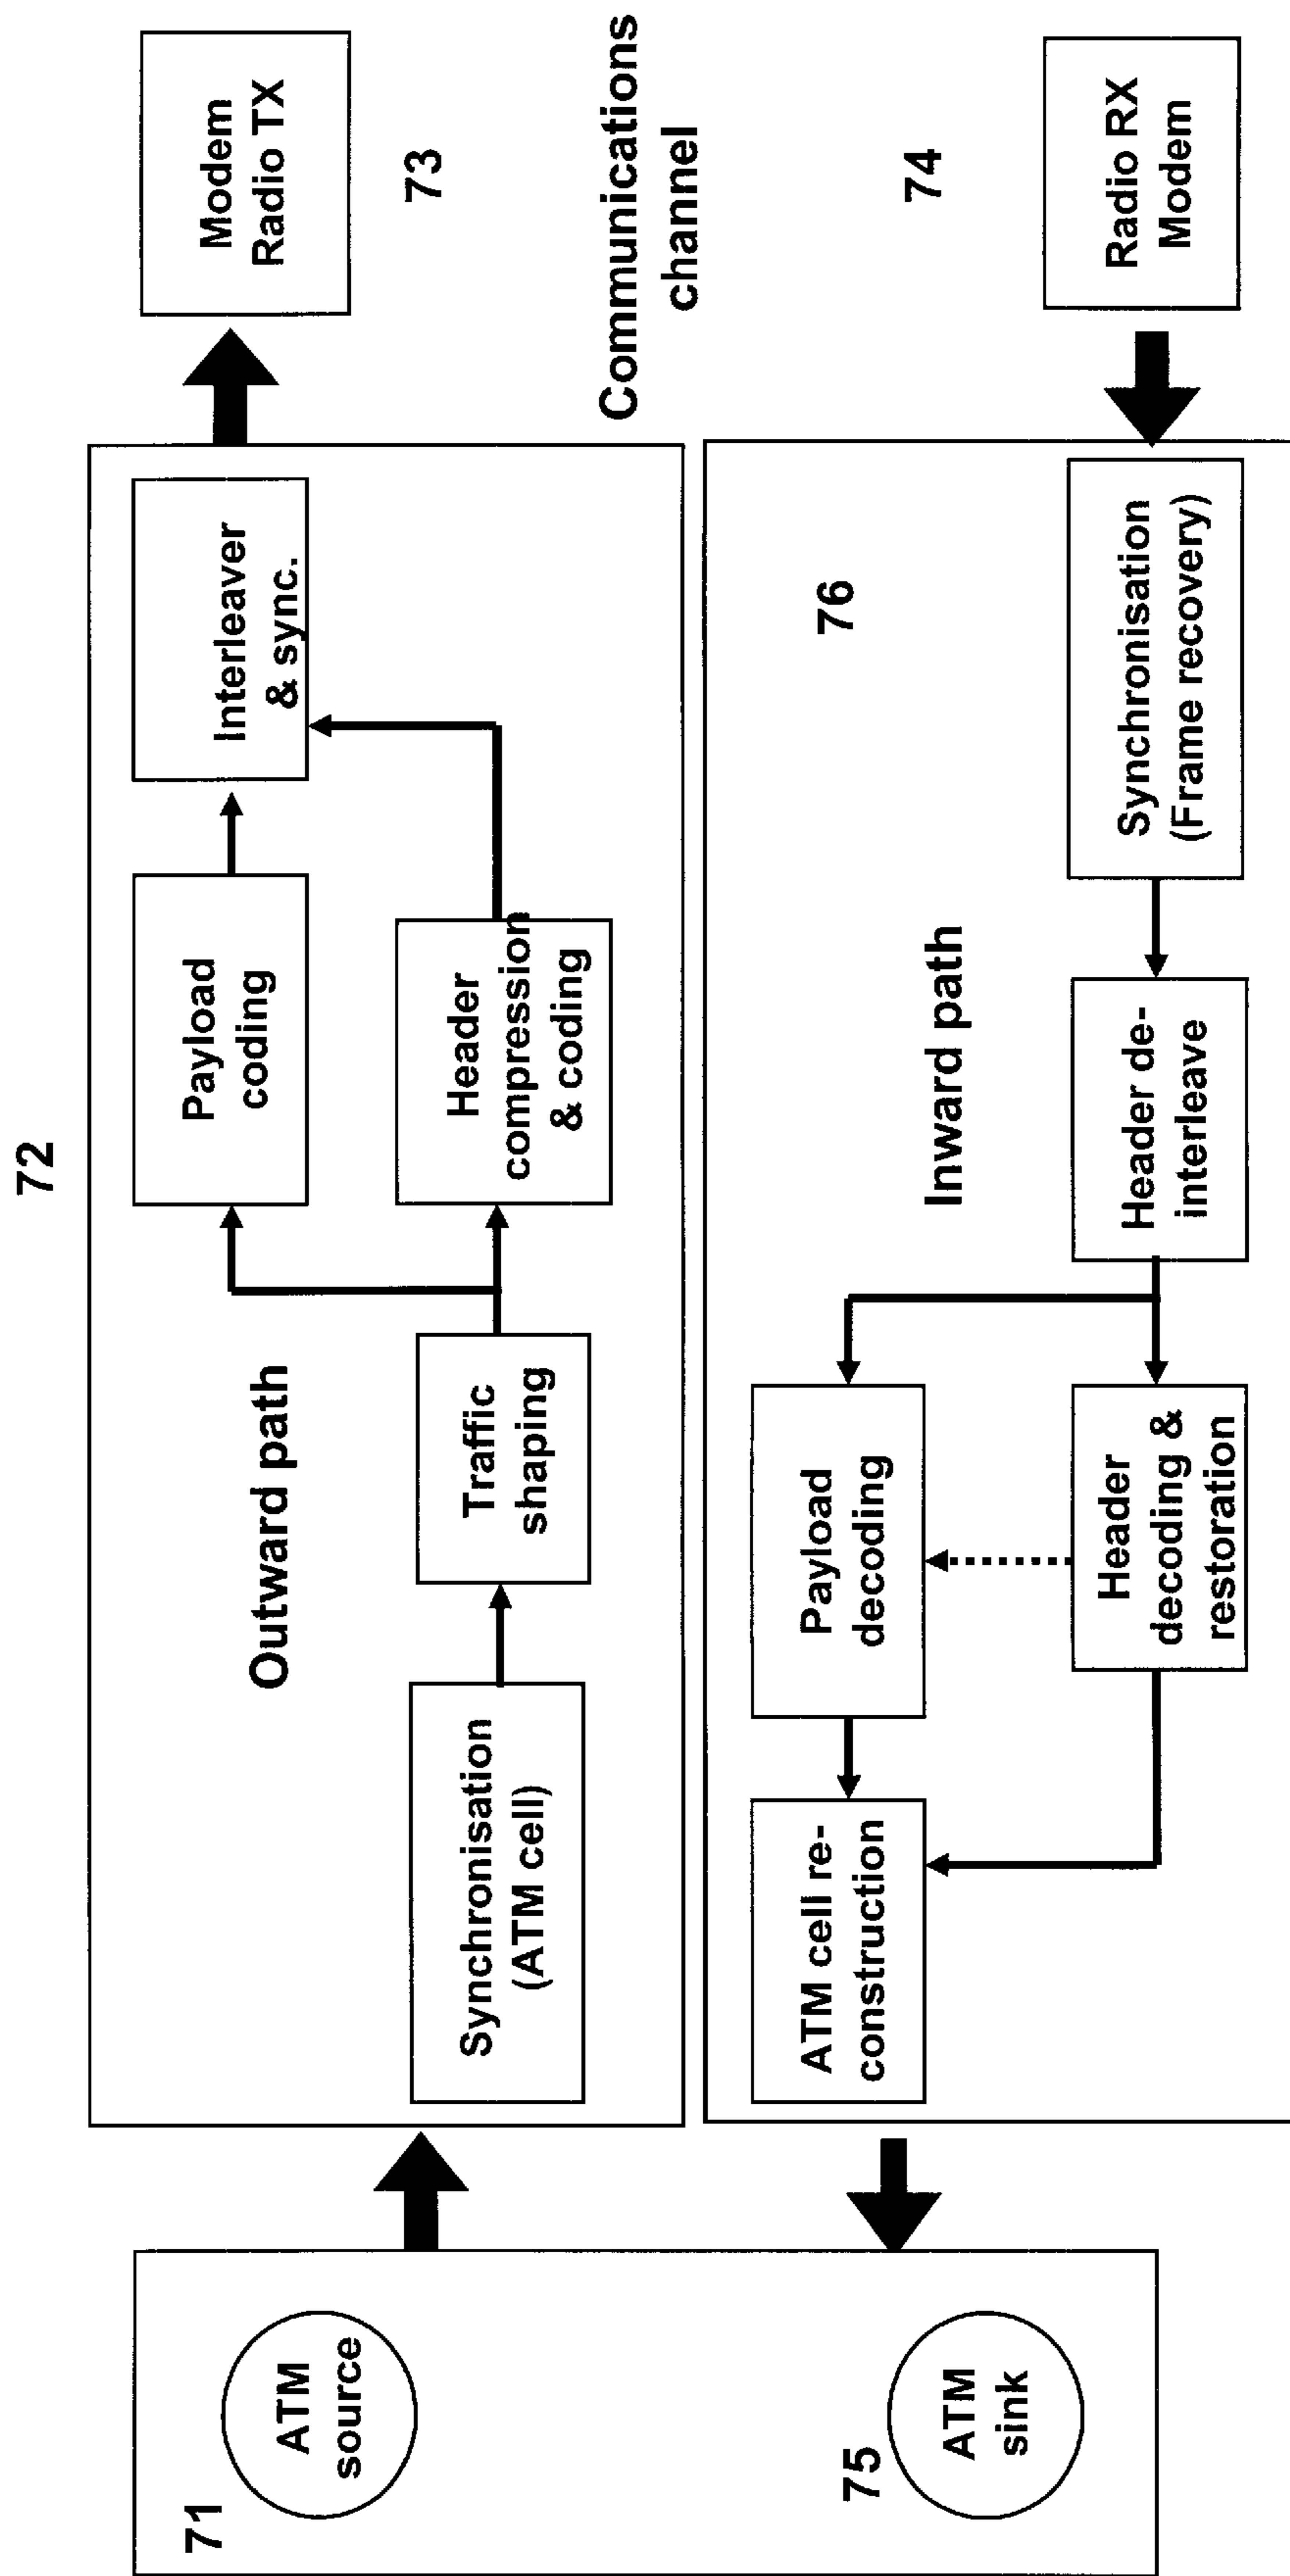 72
71
ATM
source
Outward path
Synchronisation
(ATM cell)
Traffic
shaping
Payload
coding
Header
compression
& coding
Interleaver
& sync.
Modem
Radio TX
73
Communications
channel
75
ATM
sink
ATM cell re-
construction
Payload
decoding
Header
decoding &
restoration
Inward path
Header de-
interleave
76
Synchronisation
(Frame recovery)
74
Radio RX
Modem